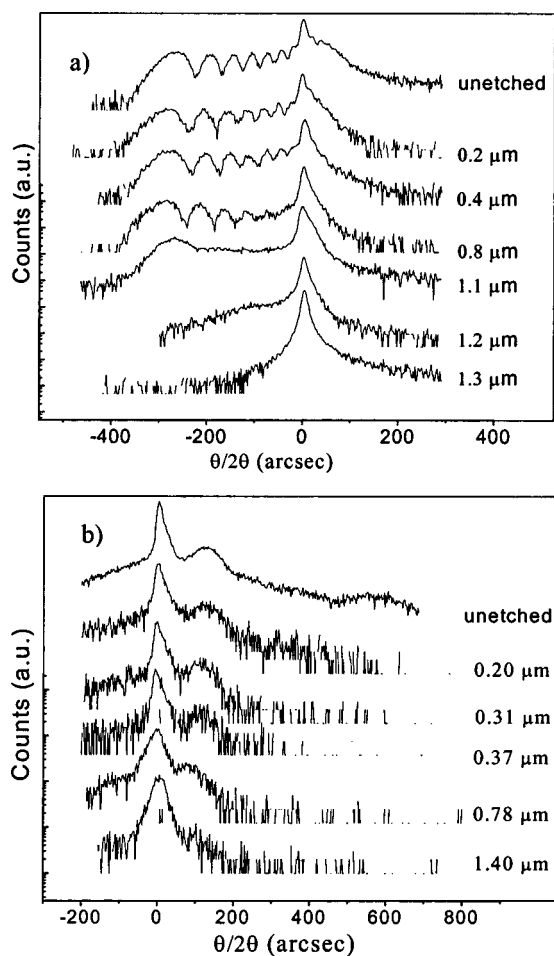 a)
unetched
0.2 μm
0.4 μm
0.8 μm
1.1 μm
1.2 μm
1.3 μm
Counts (a.u.)
-400 -200 0 200 400
θ/2θ (arcsec)
b)
unetched
0.20 μm
0.31 μm
0.37 μm
0.78 μm
1.40 μm
Counts (a.u.)
-200 0 200 400 600 800
θ/2θ (arcsec)